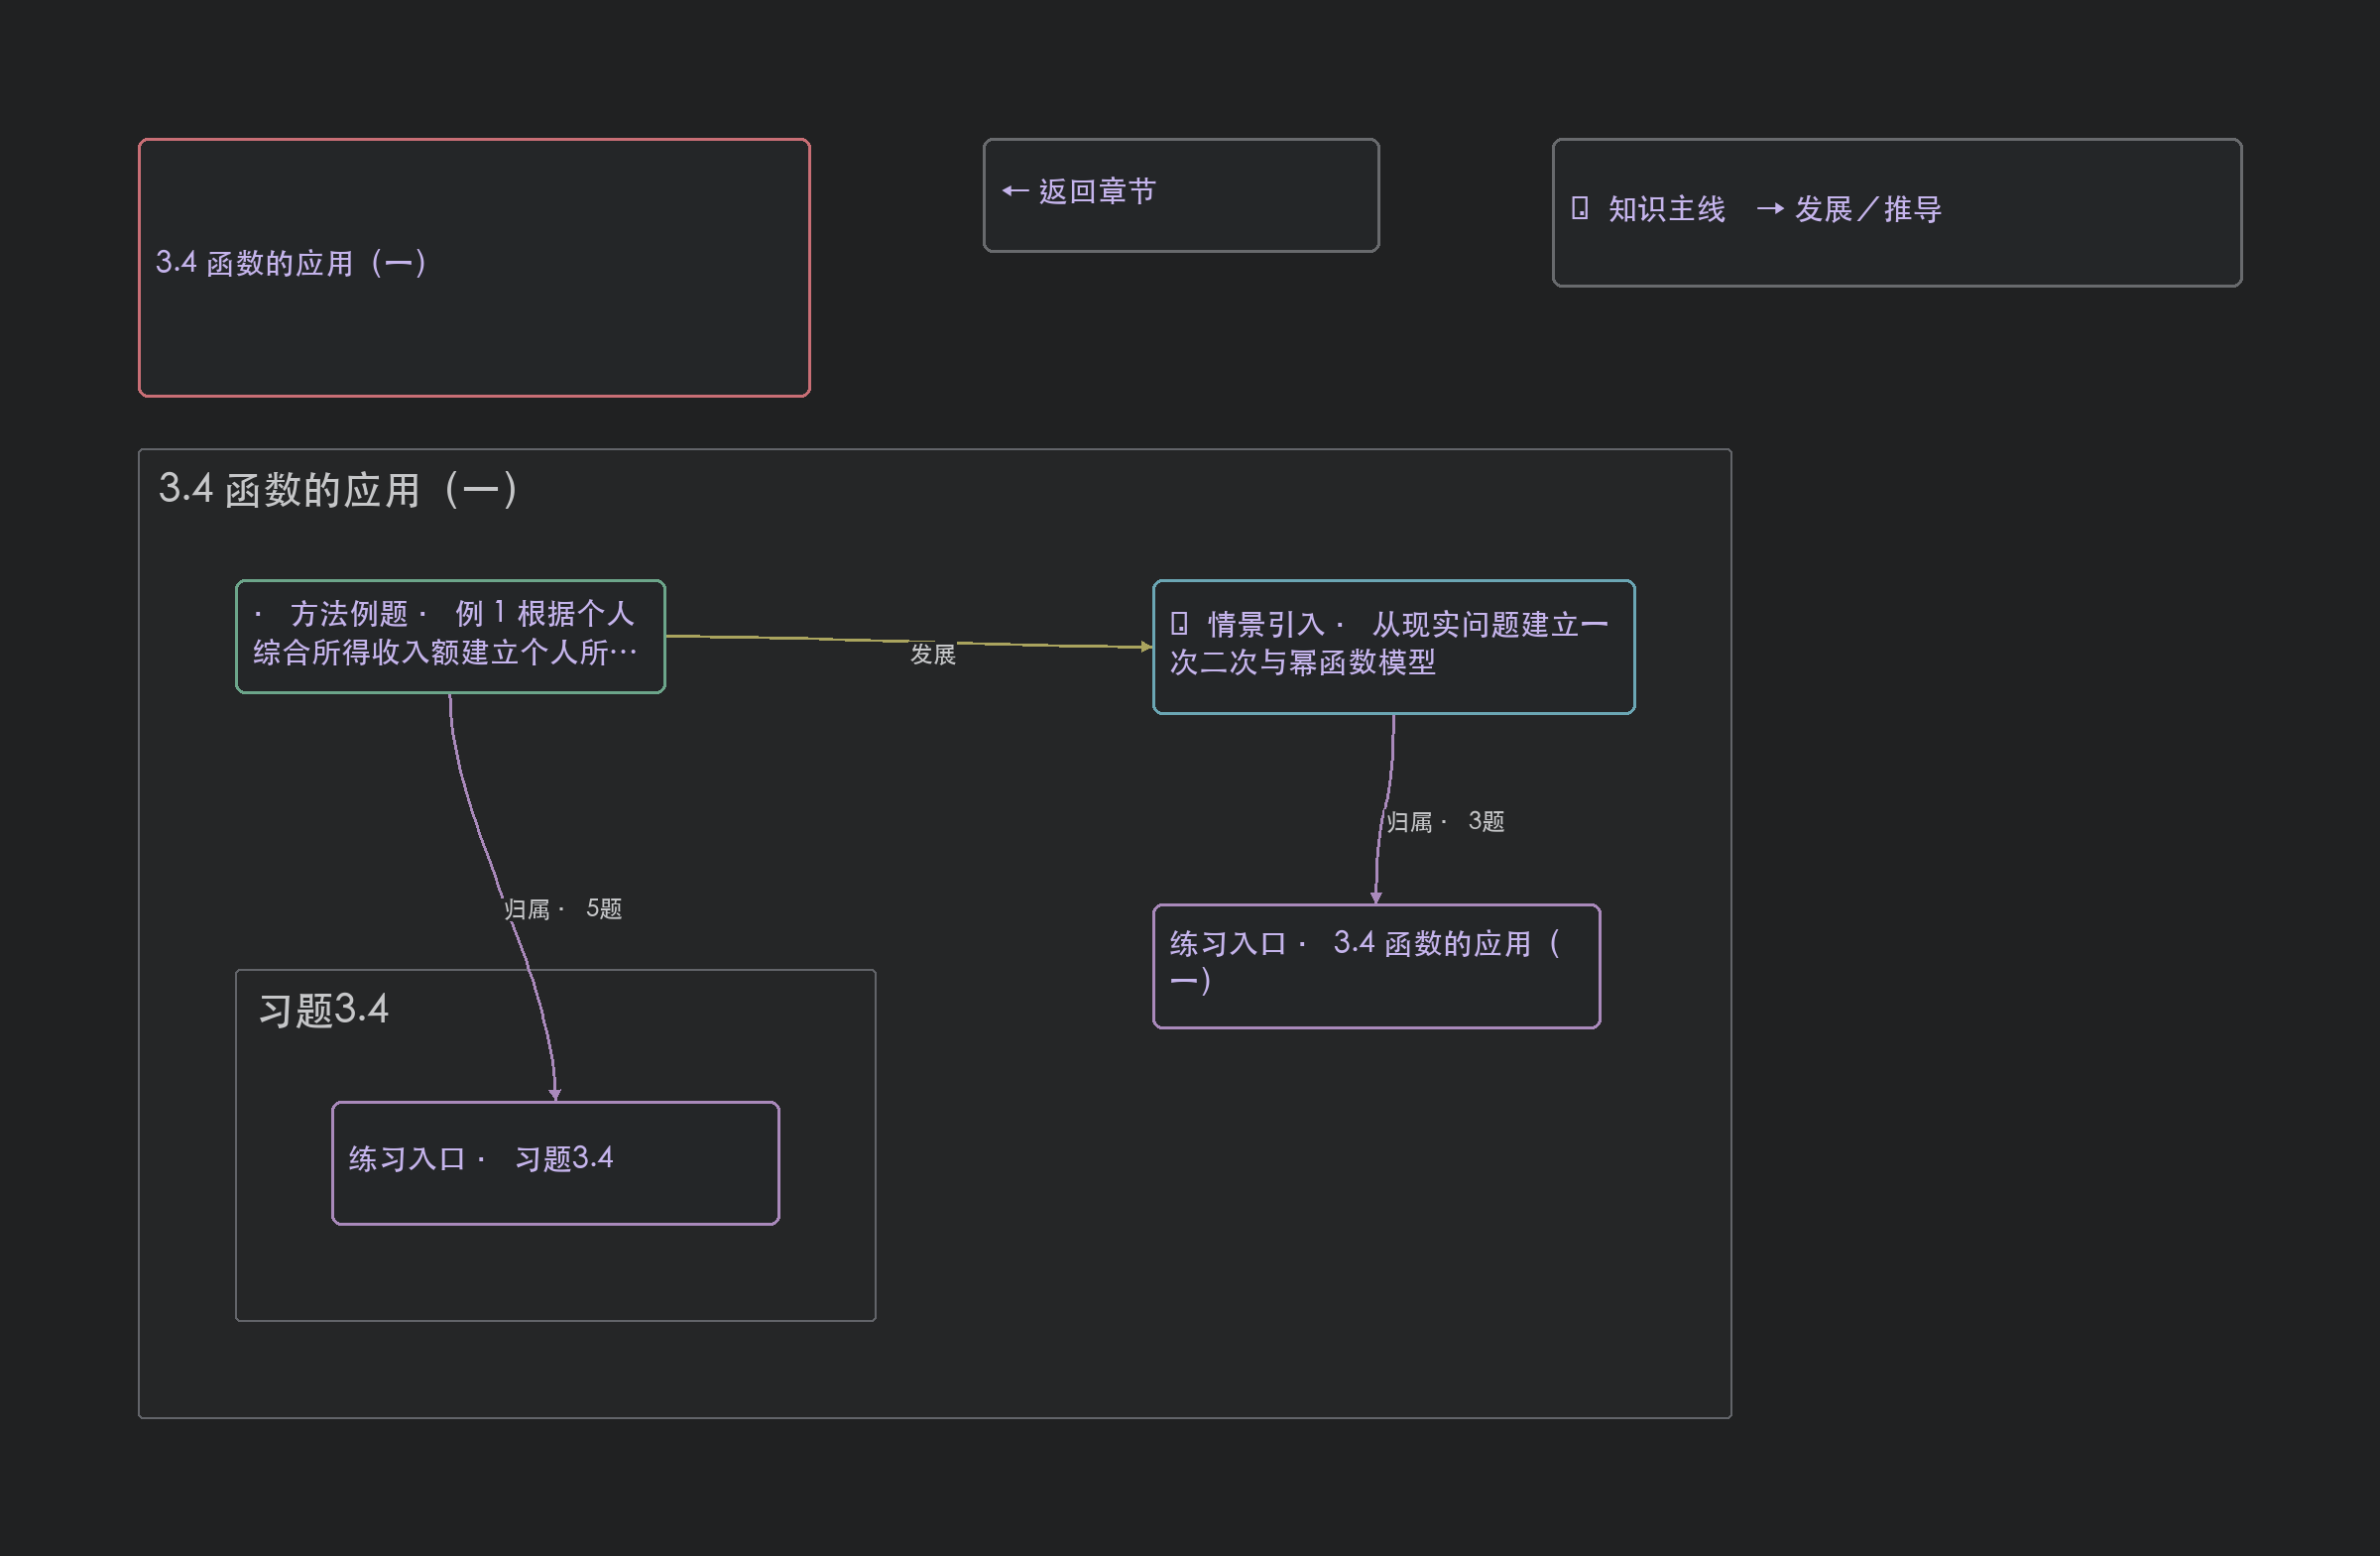 3.4 函数的应用（一）
← 返回章节
知识主线 → 发展／推导
3.4 函数的应用（一）
· 方法例题 · 例 1 根据个人
综合所得收入额建立个人所…
发展
情景引入 · 从现实问题建立一
次二次与幂函数模型
归属 · 3题
归属 · 5题
练习入口 · 3.4 函数的应用（
一）
习题3.4
练习入口 · 习题3.4